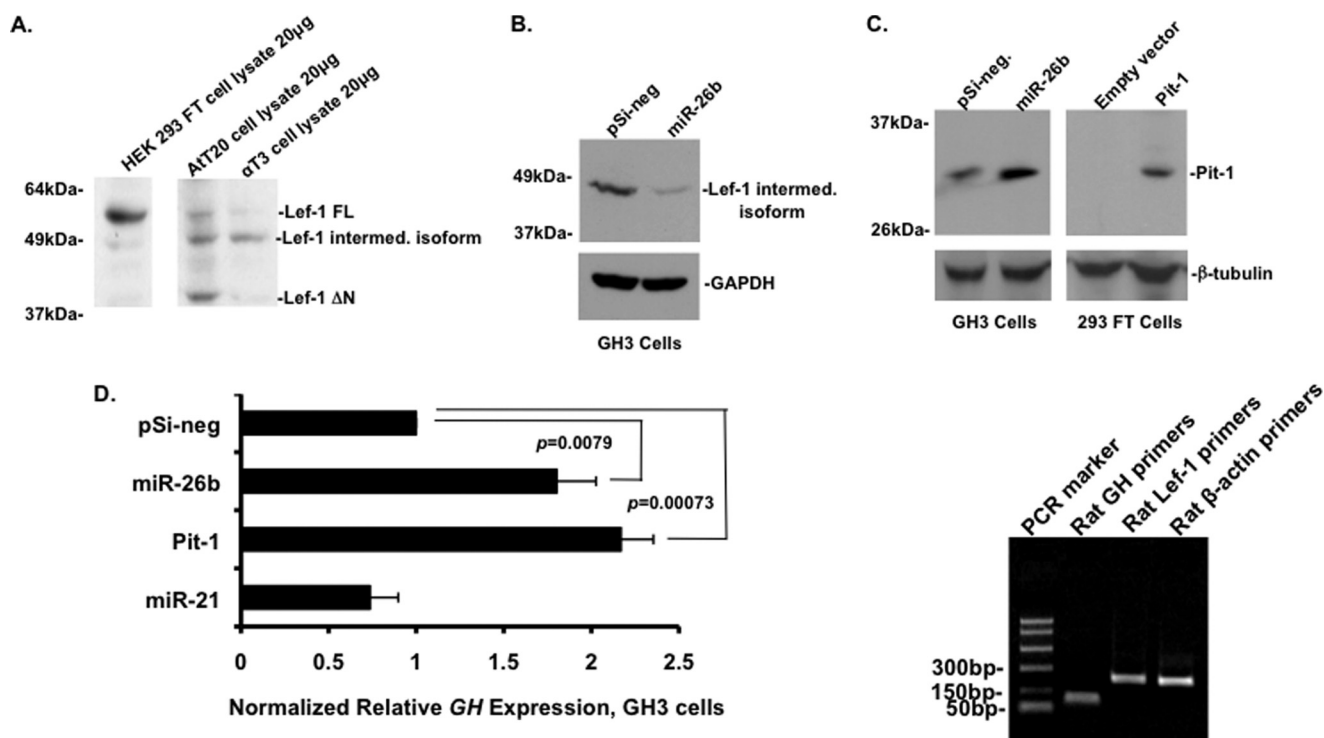 A.
HEK 293 FT cell lysate 20µg
AtT20 cell lysate 20µg
αT3 cell lysate 20µg
64kDa-
49kDa-
37kDa-
-Lef-1 FL
-Lef-1 intermed. isoform
-Lef-1 ΔN
B.
pSi-neg
miR-26b
49kDa-
37kDa-
-Lef-1 intermed.
isoform
-GAPDH
GH3 Cells
C.
pSi-neg.
miR-26b
Empty vector
Pit-1
37kDa-
26kDa-
-Pit-1
-β-tubulin
GH3 Cells
293 FT Cells
D.
pSi-neg
miR-26b
Pit-1
miR-21
p=0.0079
p=0.00073
0
0.5
1
1.5
2
2.5
Normalized Relative GH Expression, GH3 cells
PCR marker
Rat GH primers
Rat Lef-1 primers
Rat β-actin primers
300bp-
150bp-
50bp-